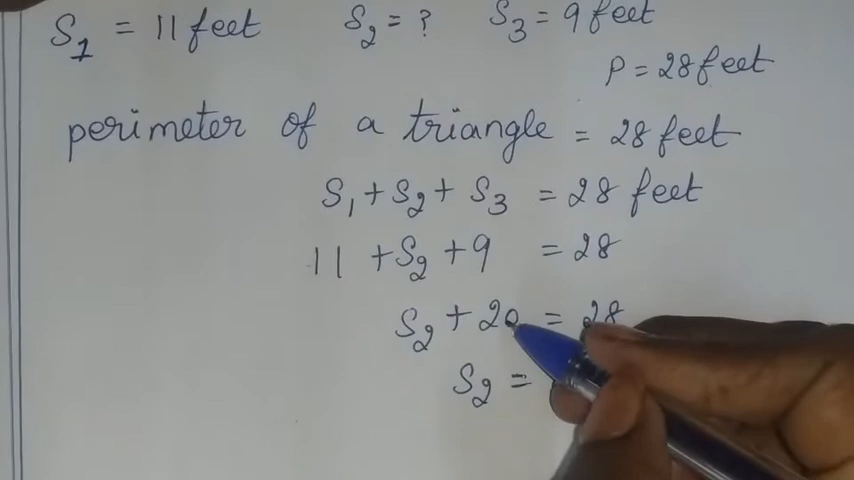 S1 = 11 feet S2 = ? S3 = 9 feet
P = 28 feet
perimeter of a triangle = 28 feet
S1 + S2 + S3 = 28 feet
11 + S2 + 9 = 28
S2 + 20 = 28
S2 =